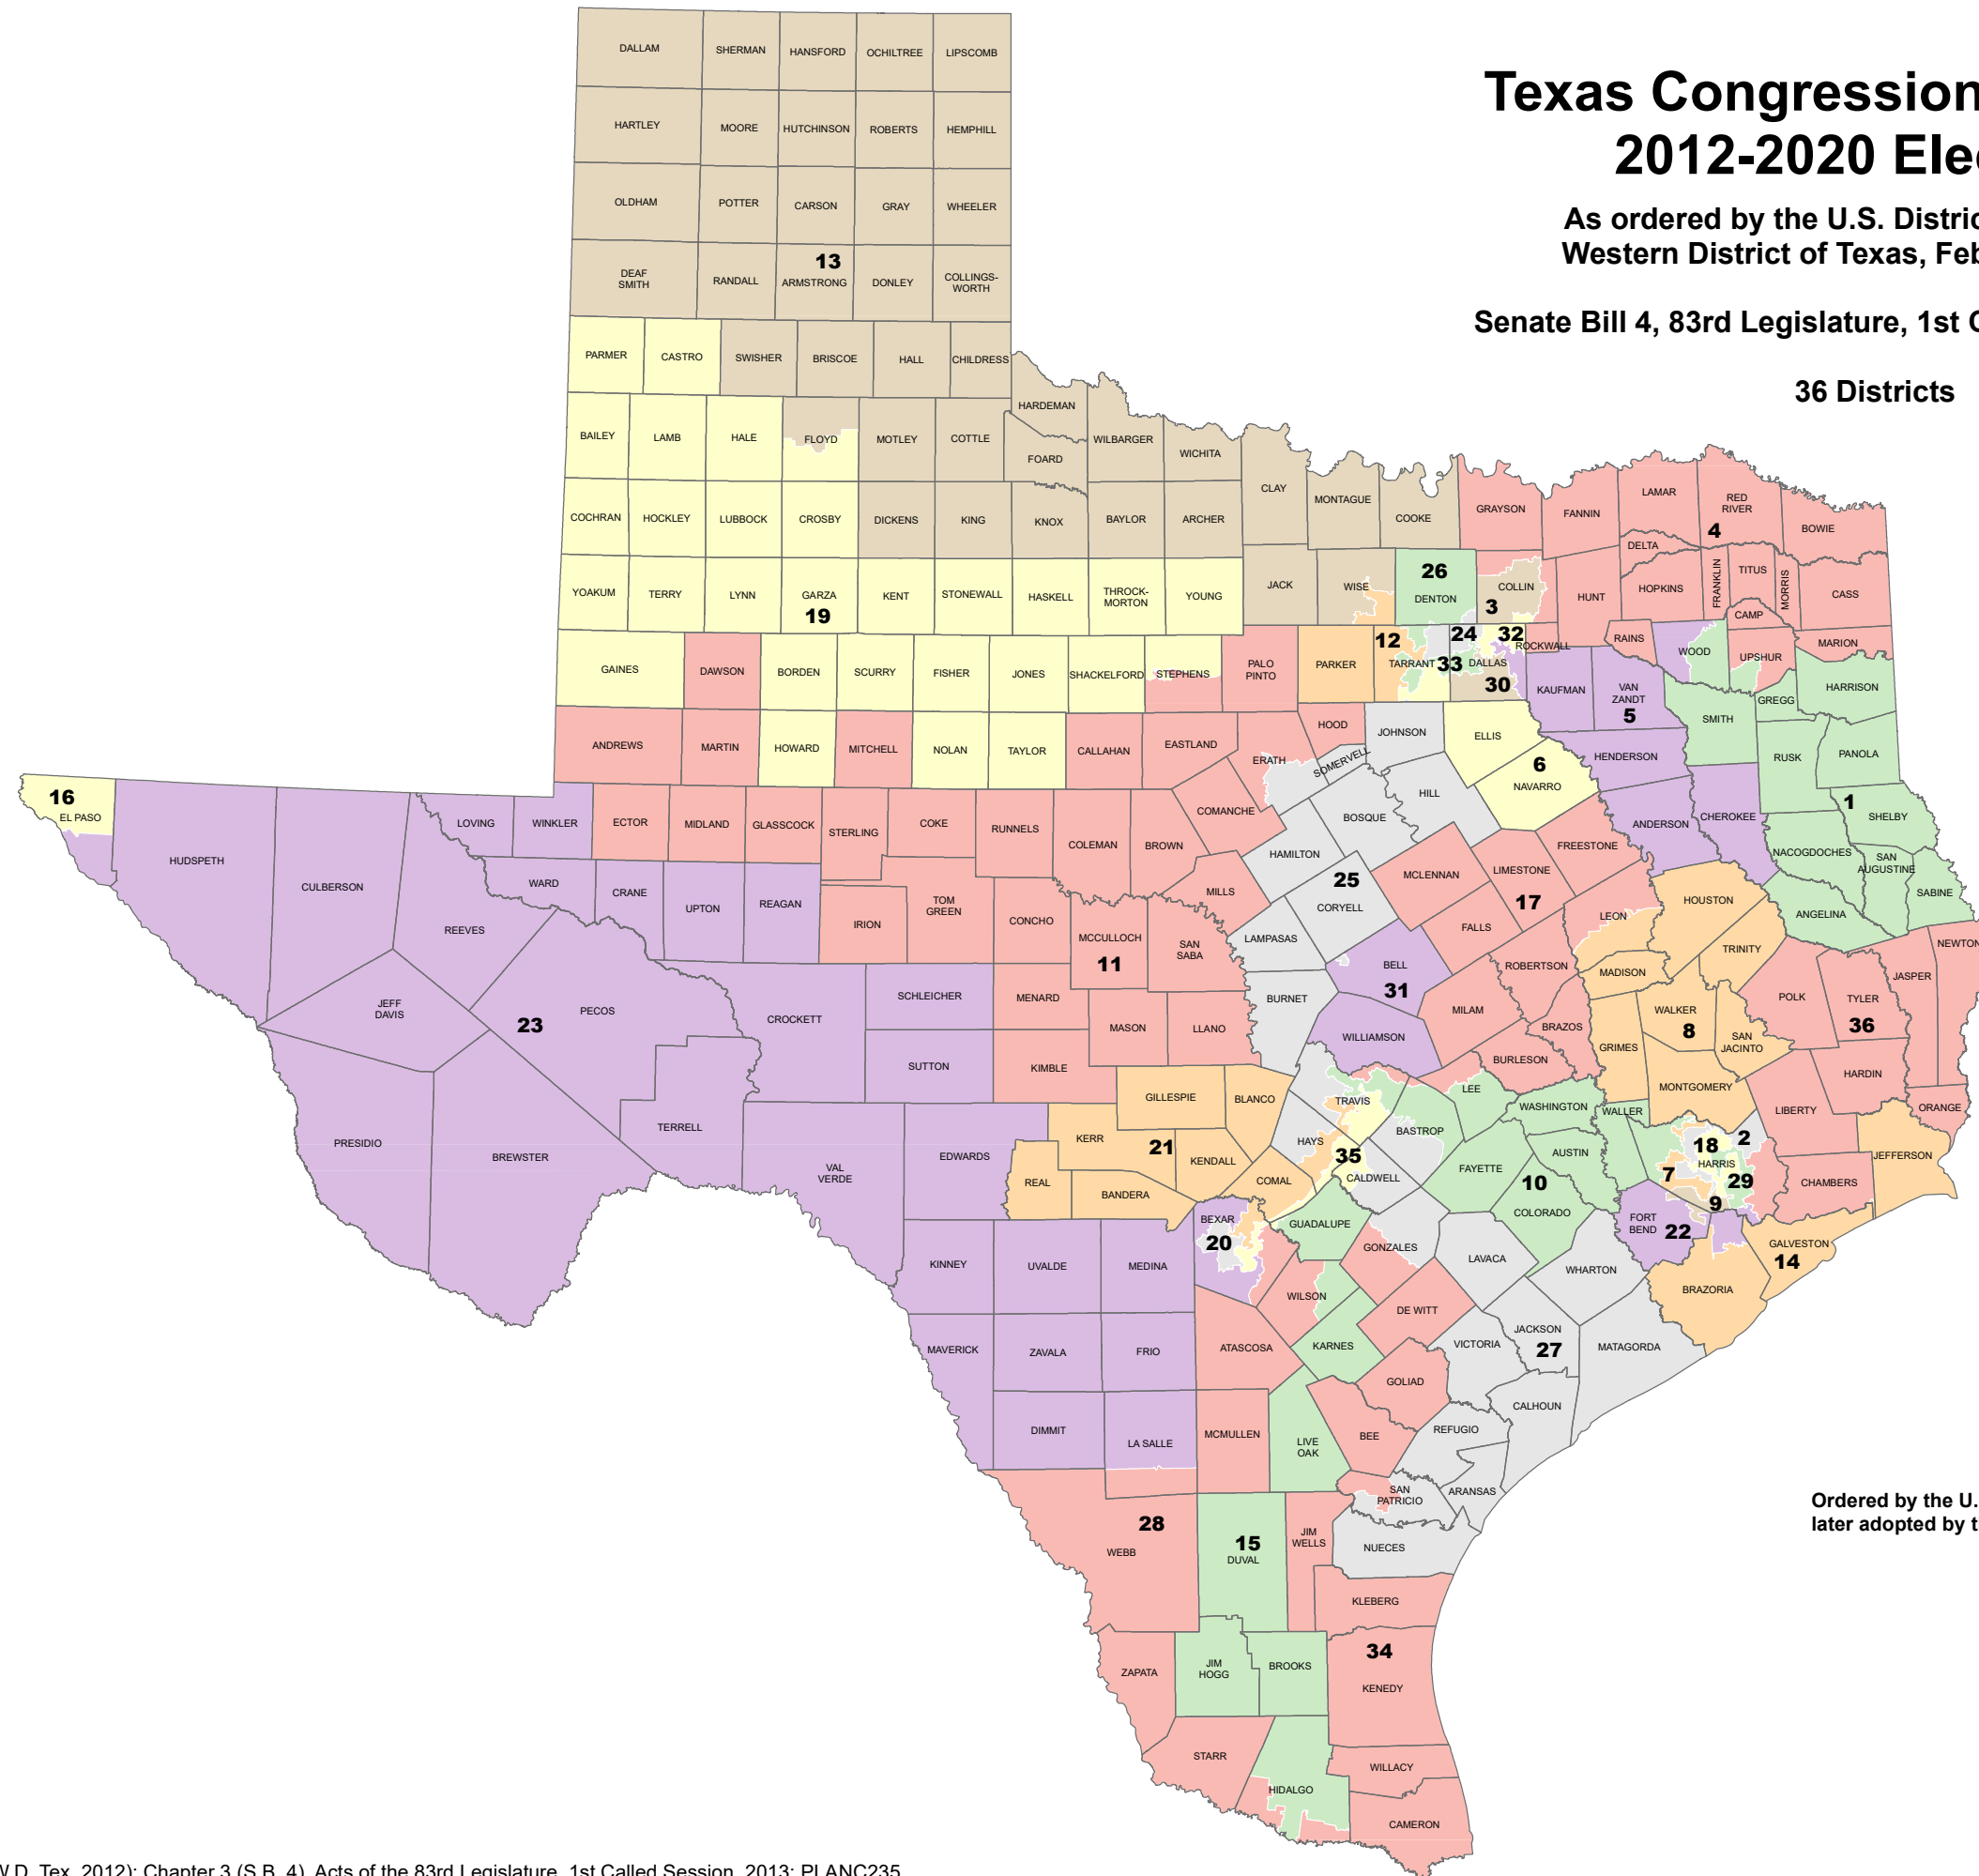 Texas Congression
2012-2020 Elec
As ordered by the U.S. Distric
Western District of Texas, Feb
Senate Bill 4, 83rd Legislature, 1st C
36 Districts
DALLAM SHERMAN HANSFORD OCHILTREE LIPSCOMB
HARTLEY MOORE HUTCHINSON ROBERTS HEMPHILL
OLDHAM POTTER CARSON GRAY WHEELER
13
DEAF
SMITH
RANDALL ARMSTRONG DONLEY
COLLINGS-
WORTH
PARMER CASTRO SWISHER BRISCOE HALL CHILDRESS
HARDEMAN
BAILEY LAMB HALE FLOYD MOTLEY COTTLE
FOARD
WILBARGER
WICHITA
CLAY
MONTAGUE
COOKE
GRAYSON
FANNIN
LAMAR
RED
RIVER
4
BOWIE
COCHRAN HOCKLEY LUBBOCK CROSBY DICKENS KING KNOX BAYLOR ARCHER
DELTA
YOAKUM TERRY LYNN GARZA KENT STONEWALL HASKELL
19
THROCK-
MORTON
YOUNG
JACK
WISE
26
DENTON
COLLIN
3
HUNT
HOPKINS
FRANKLIN
TITUS
MORRIS
CAMP
CASS
MARION
GAINES DAWSON BORDEN SCURRY FISHER JONES SHACKELFORD STEPHENS
PALO
PINTO
PARKER
12
TARRANT
24
33
32
DALLAS
30
ROCKWALL
RAINS
WOOD
UPSHUR
HARRISON
KAUFMAN
VAN
ZANDT
5
SMITH
GREGG
ANDREWS MARTIN HOWARD MITCHELL NOLAN TAYLOR CALLAHAN EASTLAND
ERATH
HOOD
SOMERVELL
JOHNSON
ELLIS
6
NAVARRO
HENDERSON
RUSK
PANOLA
16
EL PASO
HUDSPETH
CULBERSON
LOVING WINKLER ECTOR MIDLAND GLASSCOCK STERLING COKE RUNNELS COLEMAN BROWN COMANCHE
HAMILTON
BOSQUE
HILL
ANDERSON
CHEROKEE
1
SHELBY
NACOGDOCHES
SAN
AUGUSTINE
SABINE
ANGELINA
REEVES
WARD
CRANE UPTON REAGAN IRION
TOM
GREEN
CONCHO
MCCULLOCH
11
SAN
SABA
MILLS
LAMPASAS
25
CORYELL
MCLENNAN
LIMESTONE
17
FREESTONE
FALLS
LEON
HOUSTON
TRINITY
NEWTON
JASPER
JEFF
DAVIS
23
PECOS
CROCKETT
SCHLEICHER
MENARD
MASON
LLANO
BURNET
BELL
31
WILLIAMSON
MILAM
ROBERTSON
BRAZOS
MADISON
WALKER
8
GRIMES
SAN
JACINTO
POLK
TYLER
36
HARDIN
SUTTON
KIMBLE
GILLESPIE
BLANCO
TRAVIS
BURLESON
LEE
WASHINGTON
WALLER
MONTGOMERY
LIBERTY
ORANGE
PRESIDIO
BREWSTER
TERRELL
VAL
VERDE
EDWARDS
KERR
21
KENDALL
REAL
BANDERA
COMAL
HAYS
35
CALDWELL
BASTROP
FAYETTE
AUSTIN
10
COLORADO
18
2
HARRIS
7
29
9
CHAMBERS
JEFFERSON
BEXAR
20
GUADALUPE
GONZALES
LAVACA
WHARTON
FORT
BEND
22
GALVESTON
14
BRAZORIA
KINNEY UVALDE MEDINA
WILSON
DE WITT
MAVERICK ZAVALA FRIO
ATASCOSA
KARNES
VICTORIA
JACKSON
27
MATAGORDA
GOLIAD
CALHOUN
DIMMIT LA SALLE MCMULLEN
LIVE
OAK
BEE
REFUGIO
SAN
PATRICIO
ARANSAS
28
WEBB
15
DUVAL
JIM
WELLS
NUECES
KLEBERG
34
KENEDY
ZAPATA
JIM
HOGG
BROOKS
STARR
HIDALGO
WILLACY
CAMERON
Ordered by the U.
later adopted by t
W.D. Tex. 2012); Chapter 3 (S.B. 4), Acts of the 83rd Legislature, 1st Called Session, 2013; PLANC235